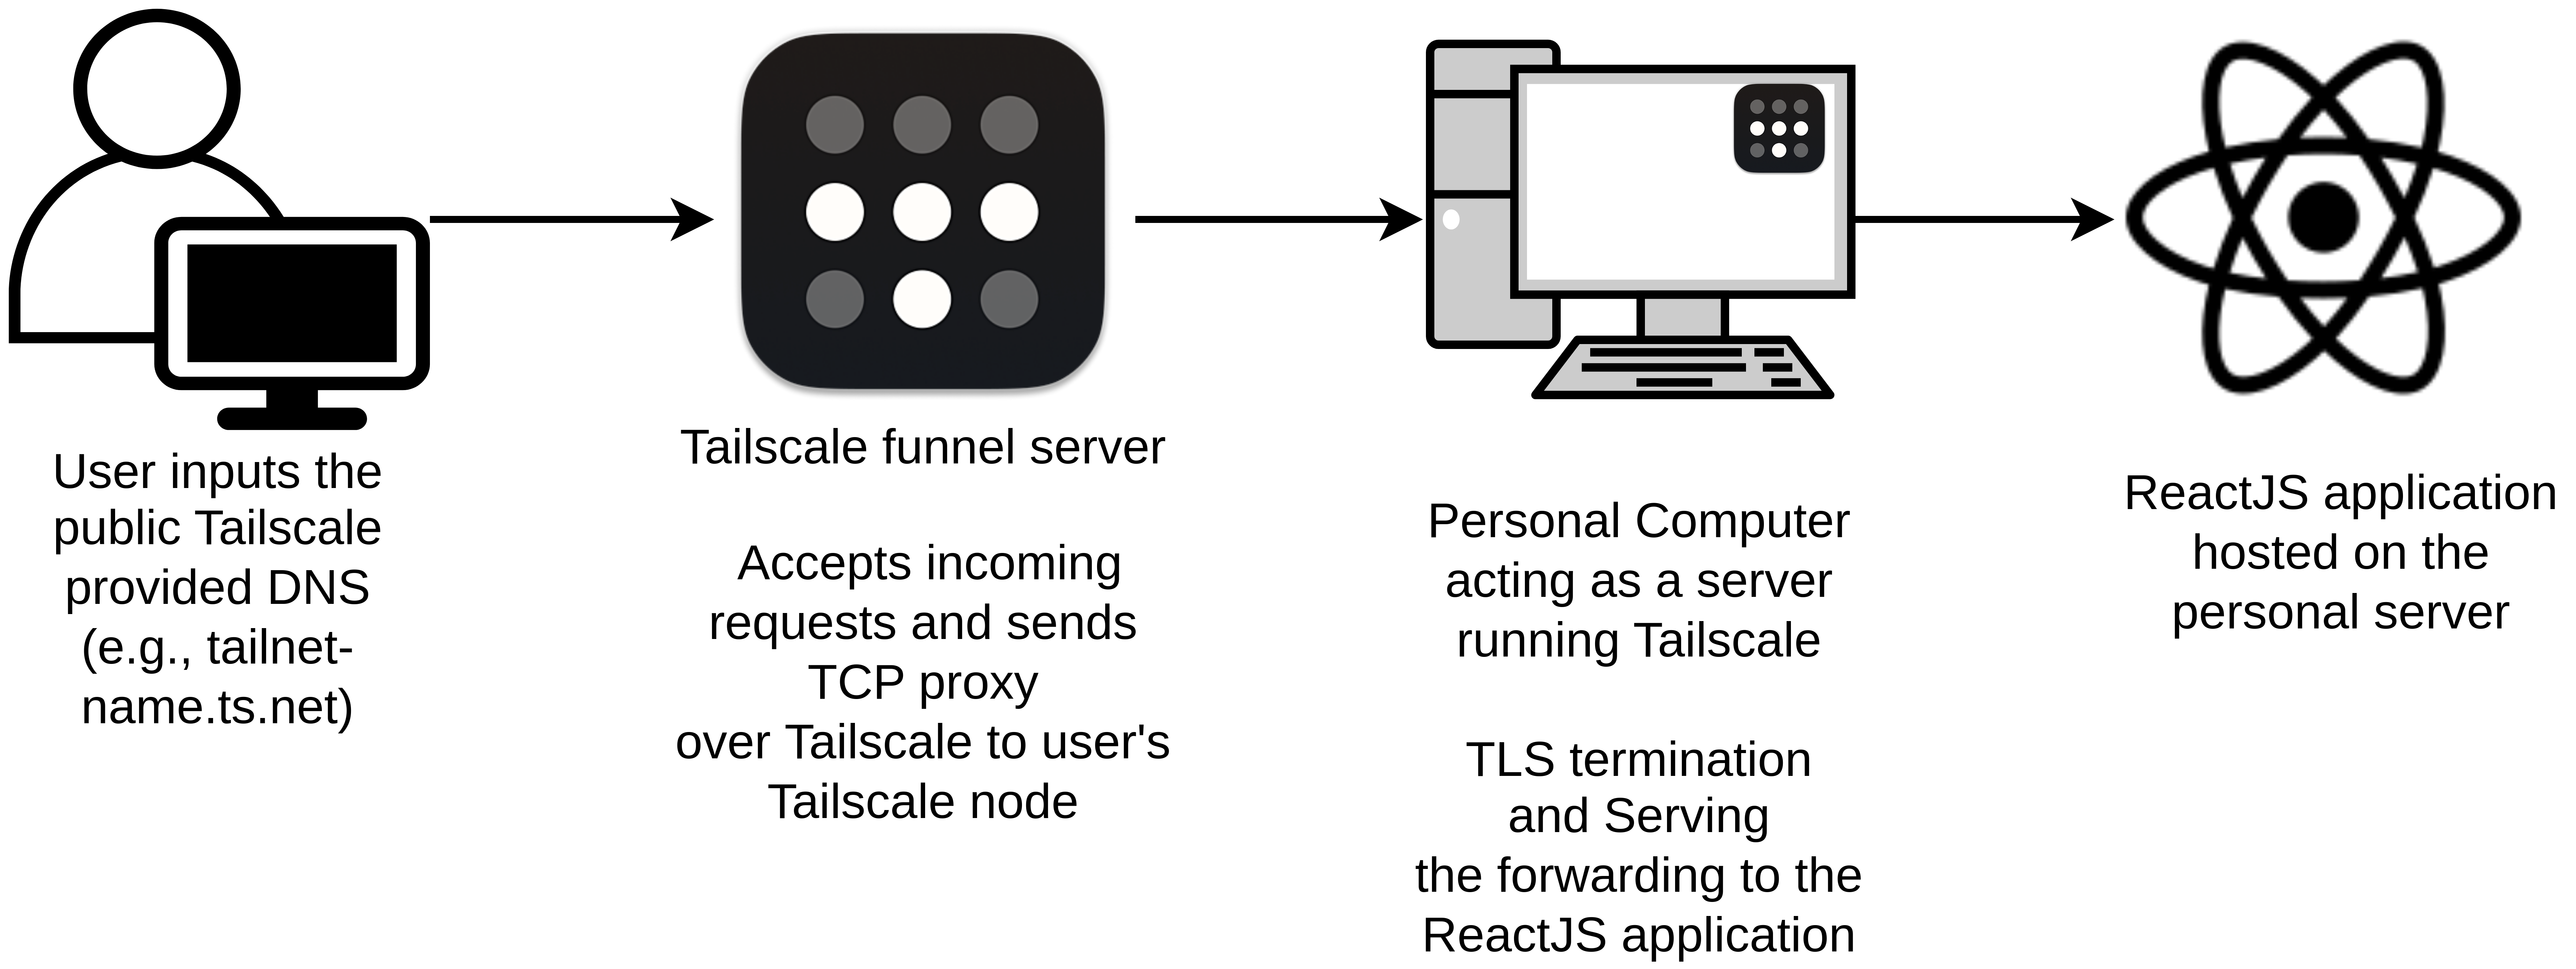 User inputs the
public Tailscale
provided DNS
(e.g., tailnet-
name.ts.net)
Tailscale funnel server
Accepts incoming
requests and sends
TCP proxy
over Tailscale to user's
Tailscale node
Personal Computer
acting as a server
running Tailscale
TLS termination
and Serving
the forwarding to the
ReactJS application
ReactJS application
hosted on the
personal server